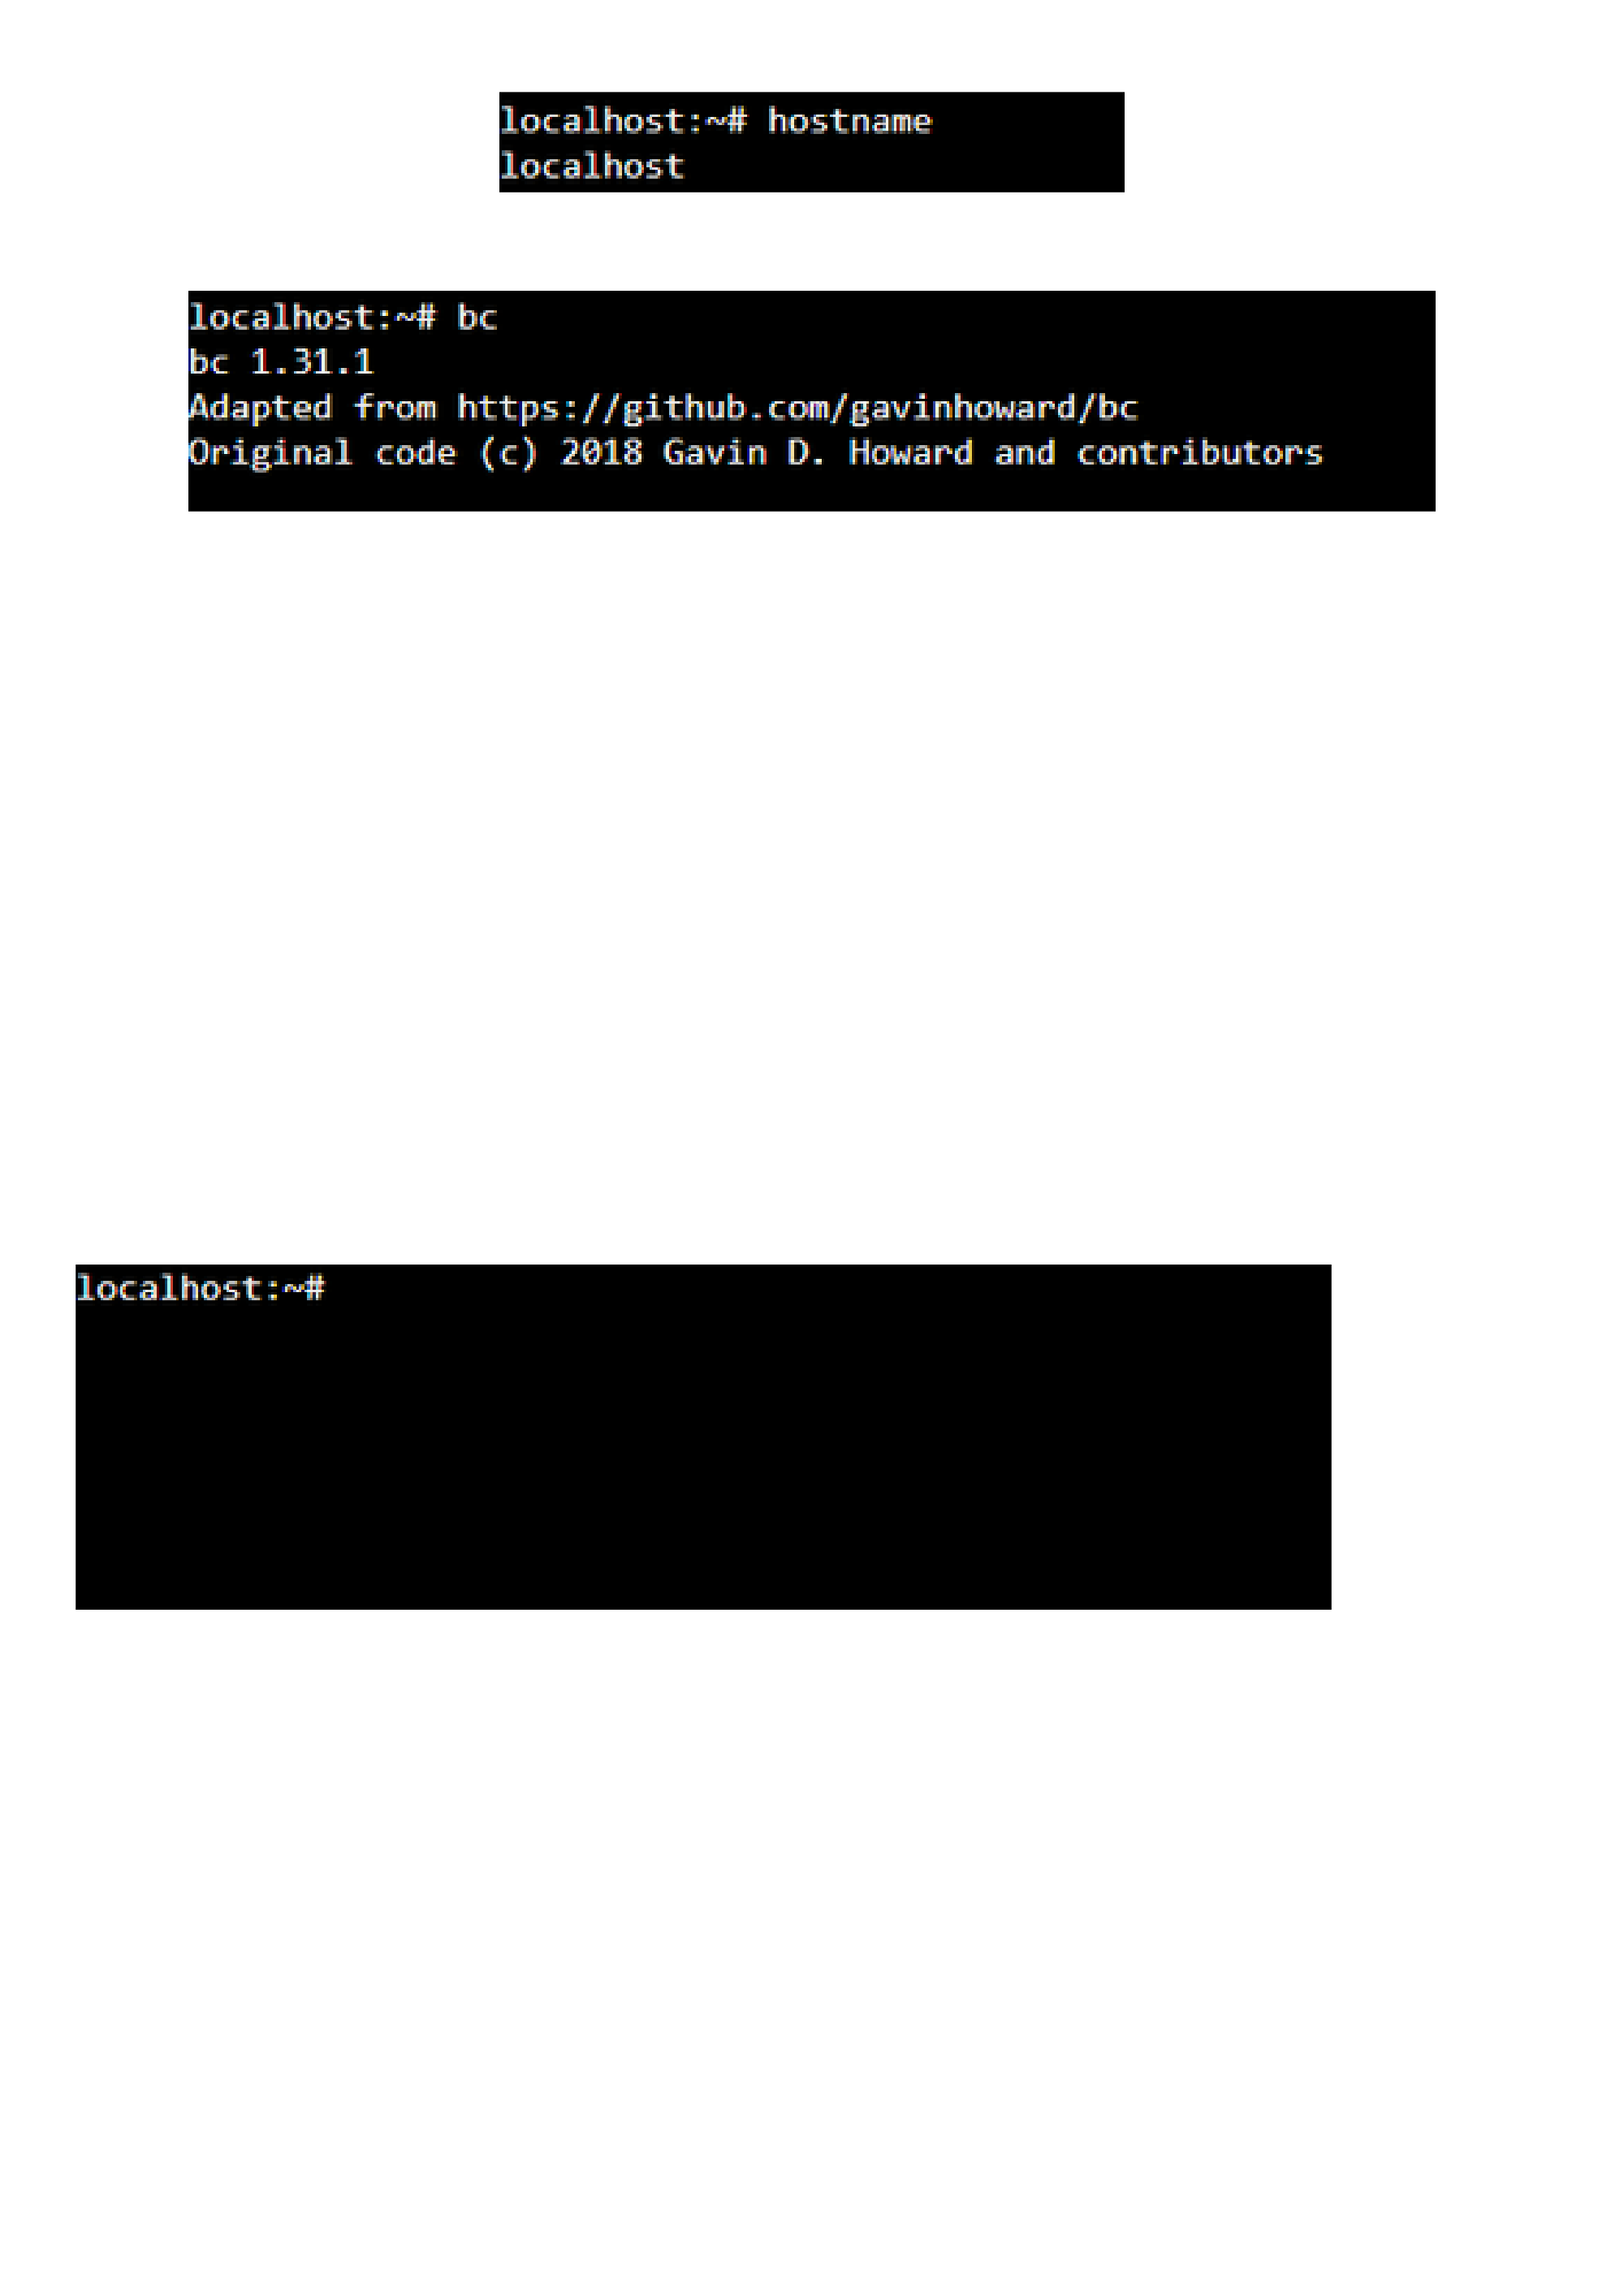 localhost:~# hostname
localhost
localhost:~# bc
bc 1.31.1
Adapted from https://github.com/gavinhoward/bc
Original code (c) 2018 Gavin D. Howard and contributors
localhost:~#